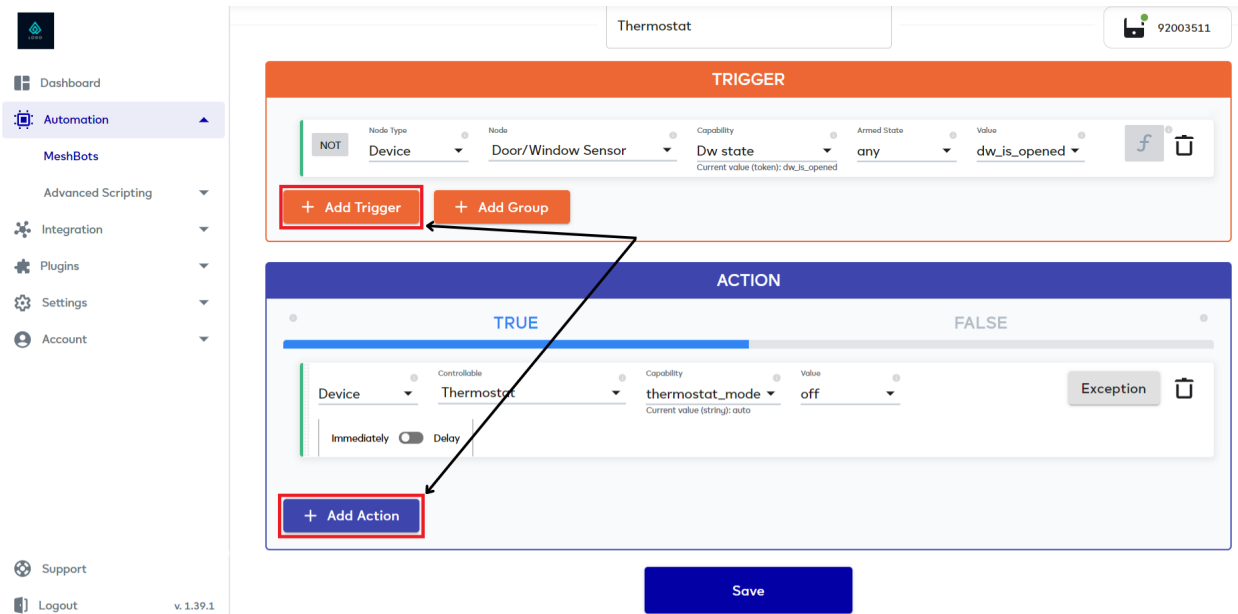 LOGO
Thermostat
92003511
Dashboard
Automation
MeshBots
Advanced Scripting
Integration
Plugins
Settings
Account
Support
Logout v. 1.39.1
TRIGGER
NOT
Node Type
Device
Node
Door/Window Sensor
Capability
Dw state
Current value (token): dw_is_opened
Armed State
any
Value
dw_is_opened
f
+ Add Trigger
+ Add Group
ACTION
TRUE
FALSE
Device
Controllable
Thermostat
Capability
thermostat_mode
Current value (string): auto
Value
off
Exception
Immediately Delay
+ Add Action
Save